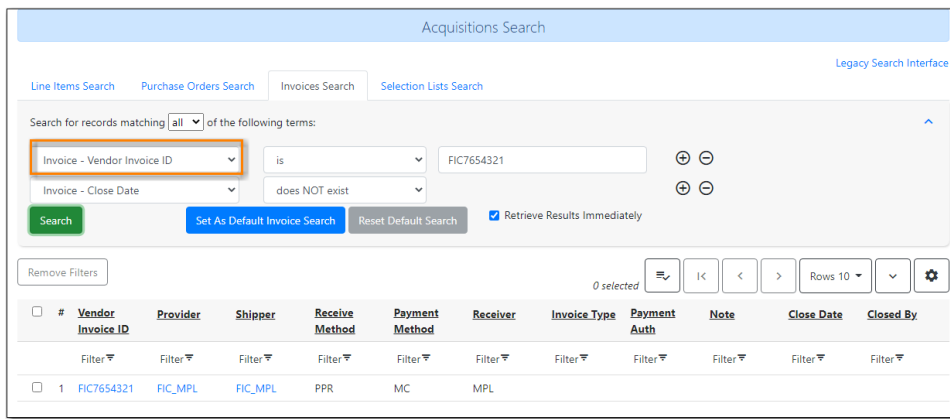 Acquisitions Search
Legacy Search Interface
Line Items Search Purchase Orders Search Invoices Search Selection Lists Search
Search for records matching all of the following terms:
Invoice - Vendor Invoice ID is FIC7654321
Invoice - Close Date does NOT exist
Search Set As Default Invoice Search Reset Default Search Retrieve Results Immediately
Remove Filters 0 selected Rows 10
# Vendor Invoice ID Provider Shipper Receive Method Payment Method Receiver Invoice Type Payment Auth Note Close Date Closed By
Filter Filter Filter Filter Filter Filter Filter Filter Filter Filter Filter
1 FIC7654321 FIC_MPL FIC_MPL PPR MC MPL